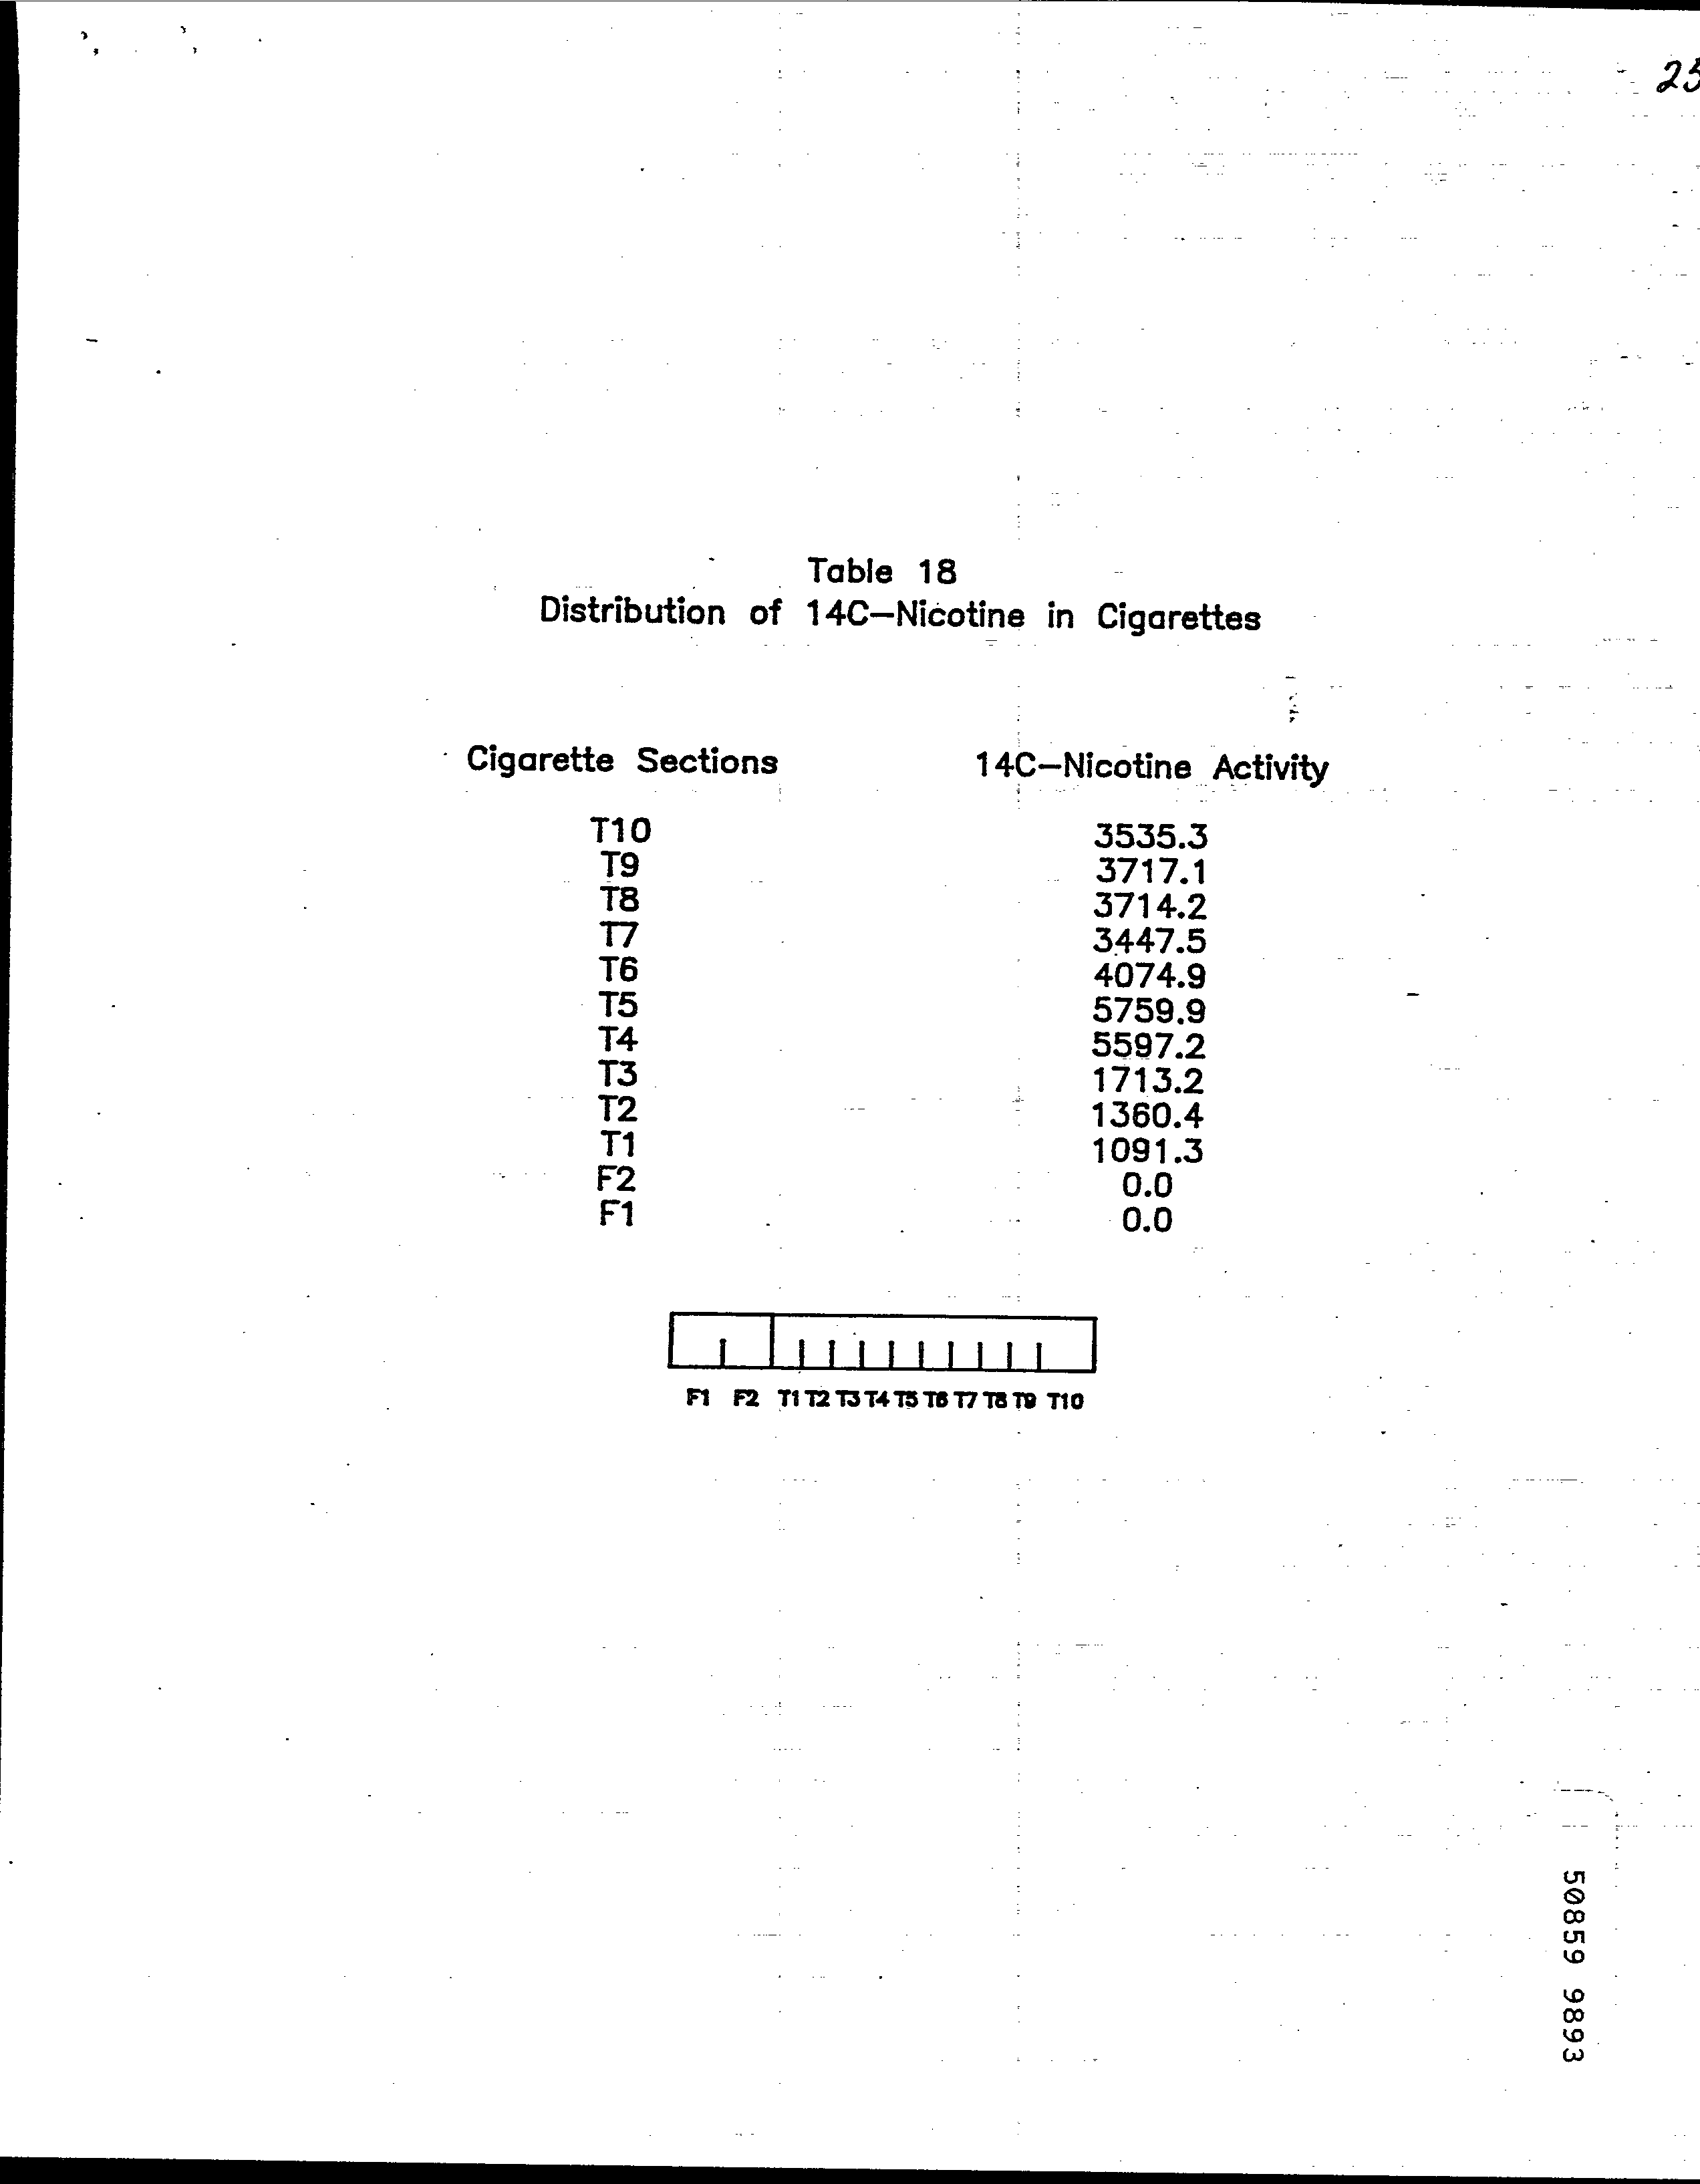 25
Table 18
Distribution of 14C-Nicotine in Cigarettes
Cigarette Sections 14C-Nicotine Activity
T10 3535.3
T9 3717.1
T8 3714.2
T7 3447.5
T6 4074.9
T5 5759.9
T4 5597.2
T3 1713.2
T2 1360.4
T1 1091.3
F2 0.0
F1 0.0
F1 F2 T1 T2 T3 T4 T5 T6 T7 T8 T9 T10
50859 9893